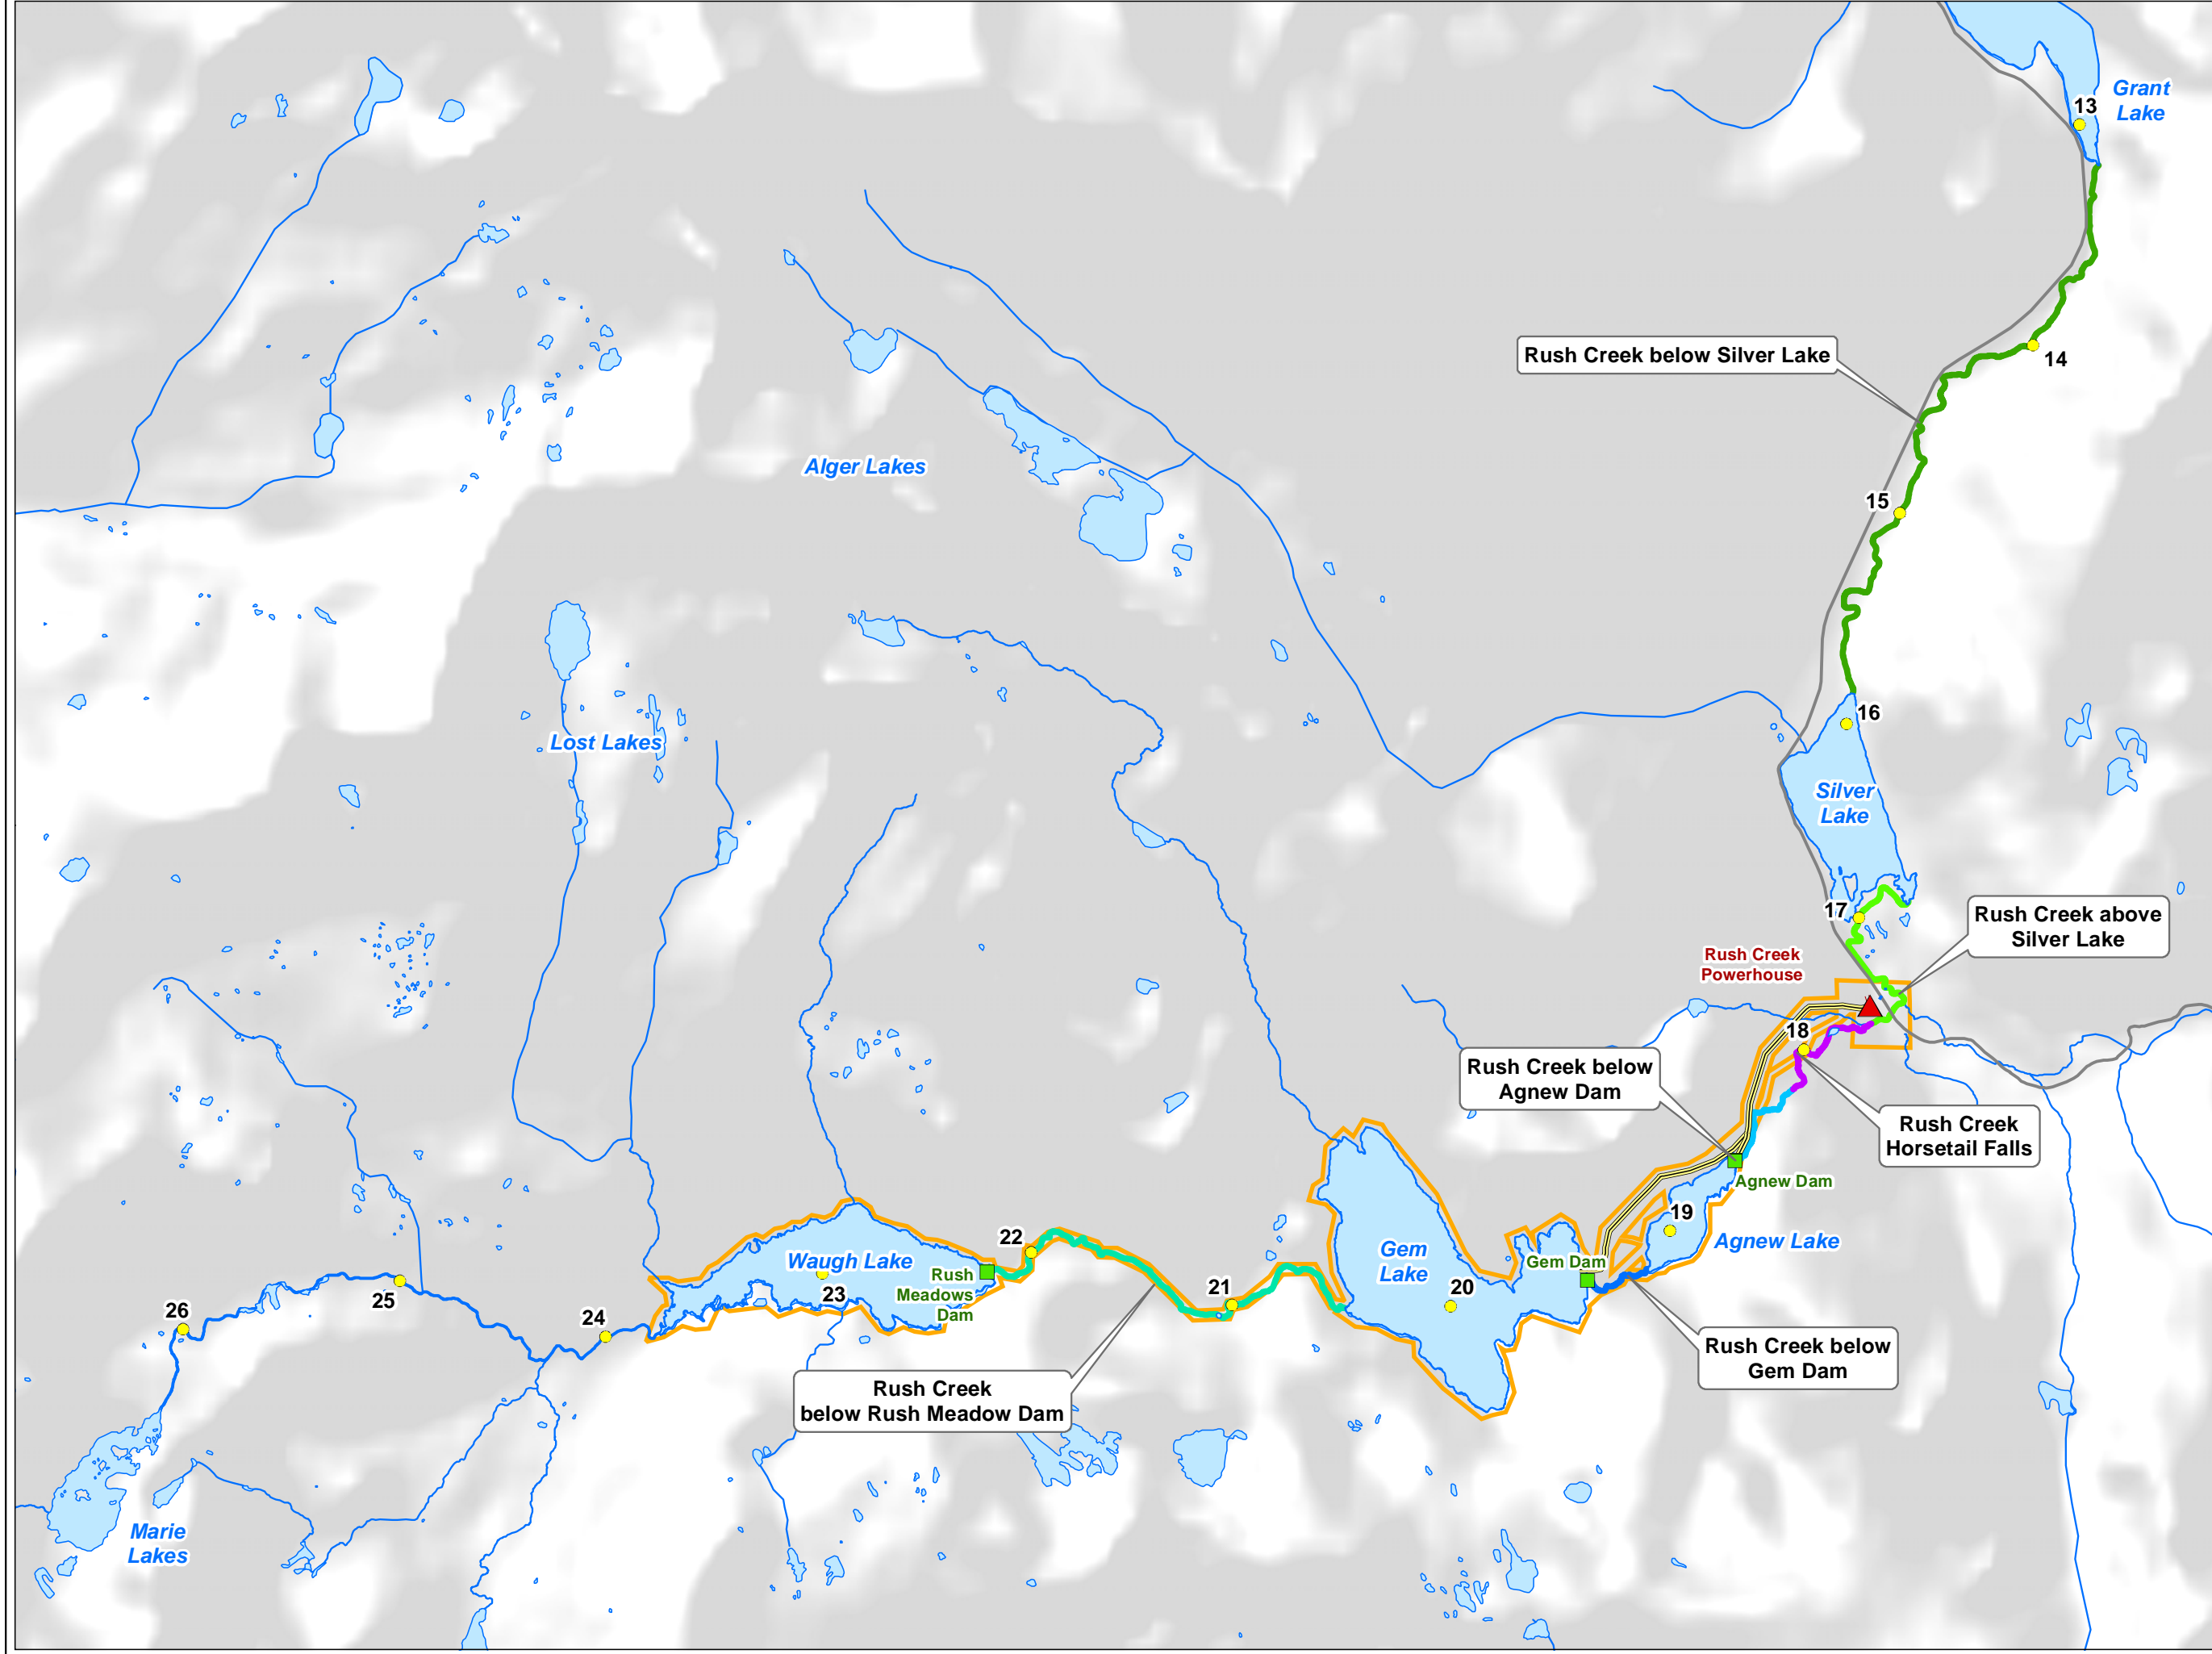 Grant
Lake
13
Rush Creek below Silver Lake
14
Alger Lakes
15
16
Lost Lakes
Silver
Lake
17
Rush Creek above
Silver Lake
Rush Creek
Powerhouse
18
Rush Creek below
Agnew Dam
Rush Creek
Horsetail Falls
Agnew Dam
19
Agnew Lake
22
Waugh Lake
Rush
Meadows
Dam
23
Gem
Lake
Gem Dam
20
21
25
26
24
Rush Creek below
Gem Dam
Rush Creek
below Rush Meadow Dam
Marie
Lakes